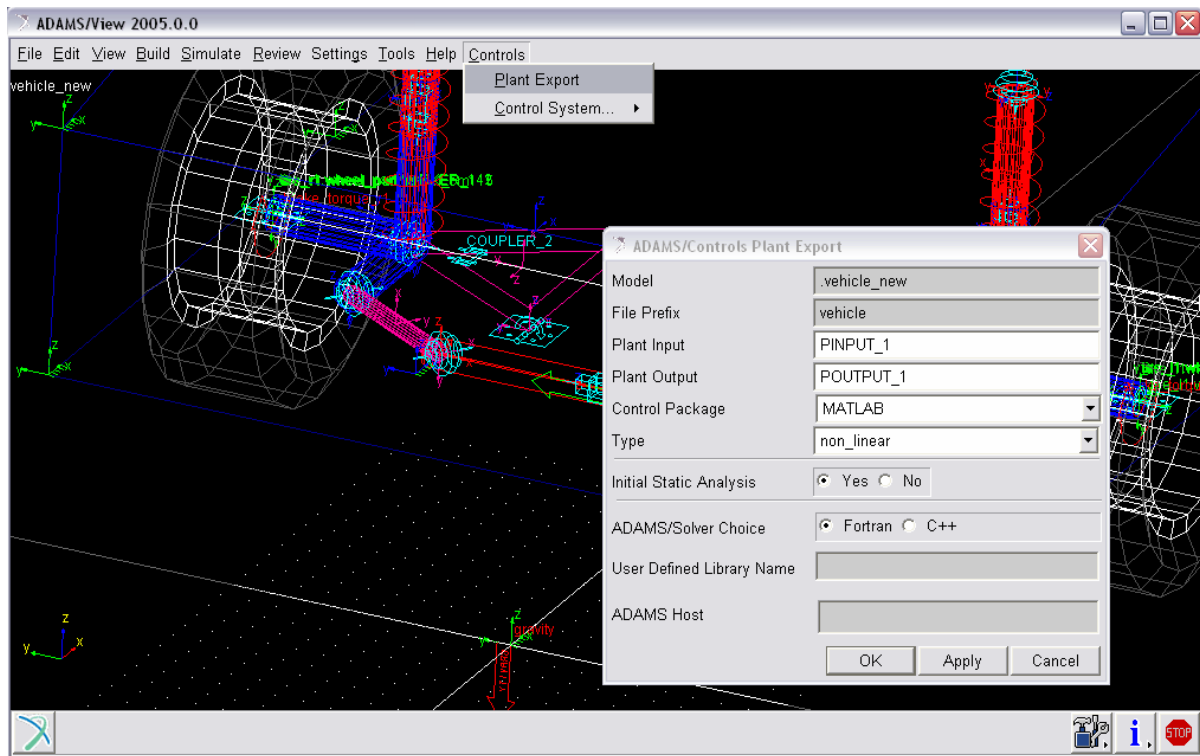 ADAMS/View 2005.0.0
File Edit View Build Simulate Review Settings Tools Help Controls
Plant Export
Control System...
vehicle_new
COUPLER_2
gravity
ADAMS/Controls Plant Export
Model .vehicle_new
File Prefix vehicle
Plant Input PINPUT_1
Plant Output POUTPUT_1
Control Package MATLAB
Type non_linear
Initial Static Analysis Yes No
ADAMS/Solver Choice Fortran C++
User Defined Library Name
ADAMS Host
OK Apply Cancel
z
y x
STOP